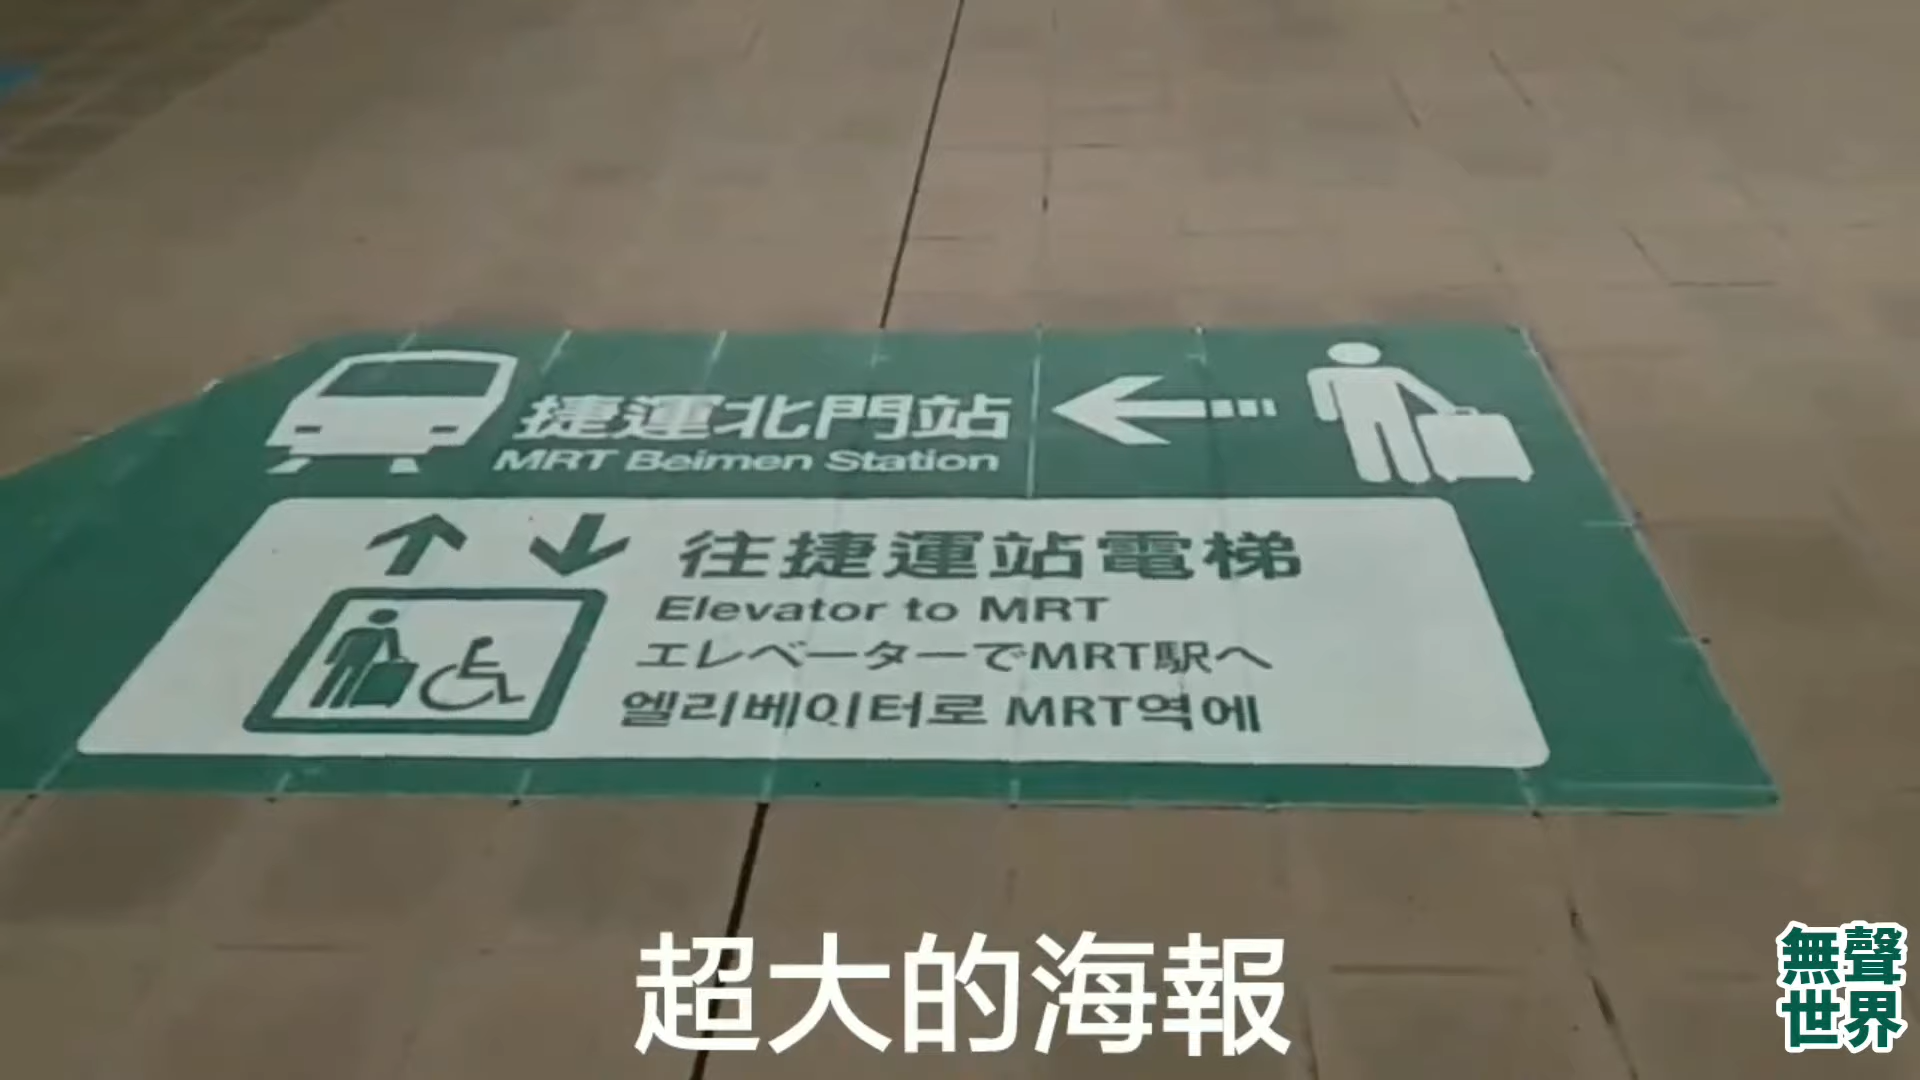 捷運北門站
MRT Beimen Station
往捷運站電梯
Elevator to MRT
エレベーターでMRT駅へ
엘리베이터로 MRT역에
超大的海報
無聲
世界